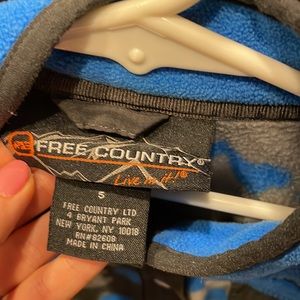 FREE COUNTRY®
Live in it!®
S
FREE COUNTRY LTD
4 BRYANT PARK
NEW YORK, NY 10018
RN#82608
MADE IN CHINA